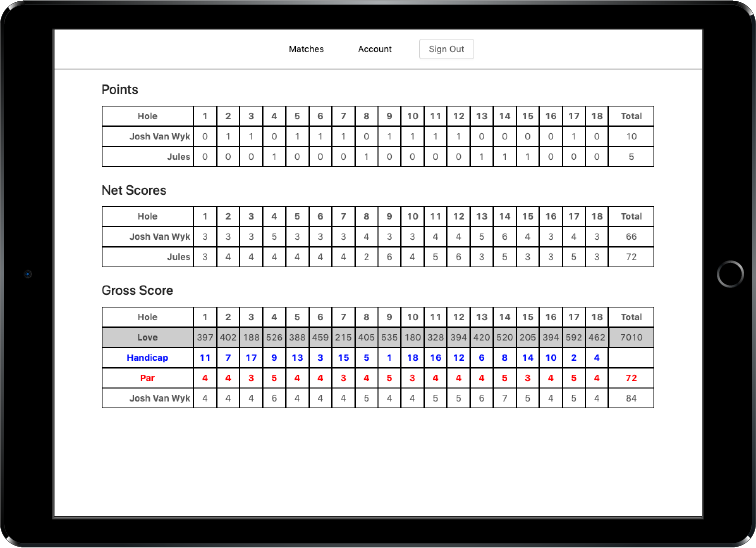 Matches Account Sign Out
Points
Hole 1 2 3 4 5 6 7 8 9 10 11 12 13 14 15 16 17 18 Total
Josh Van Wyk 0 1 1 0 1 1 1 0 1 1 1 1 0 0 0 0 1 0 10
Jules 0 0 0 1 0 0 0 1 0 0 0 0 1 1 1 0 0 0 5
Net Scores
Hole 1 2 3 4 5 6 7 8 9 10 11 12 13 14 15 16 17 18 Total
Josh Van Wyk 3 3 3 5 3 3 3 4 3 3 4 4 5 6 4 3 4 3 66
Jules 3 4 4 4 4 4 4 2 6 4 5 6 3 5 3 3 5 3 72
Gross Score
Hole 1 2 3 4 5 6 7 8 9 10 11 12 13 14 15 16 17 18 Total
Love 397 402 188 526 388 459 215 405 535 180 328 394 420 520 205 394 592 462 7010
Handicap 11 7 17 9 13 3 15 5 1 18 16 12 6 8 14 10 2 4
Par 4 4 3 5 4 4 3 4 5 3 4 4 4 5 3 4 5 4 72
Josh Van Wyk 4 4 4 6 4 4 4 5 4 4 5 5 6 7 5 4 5 4 84